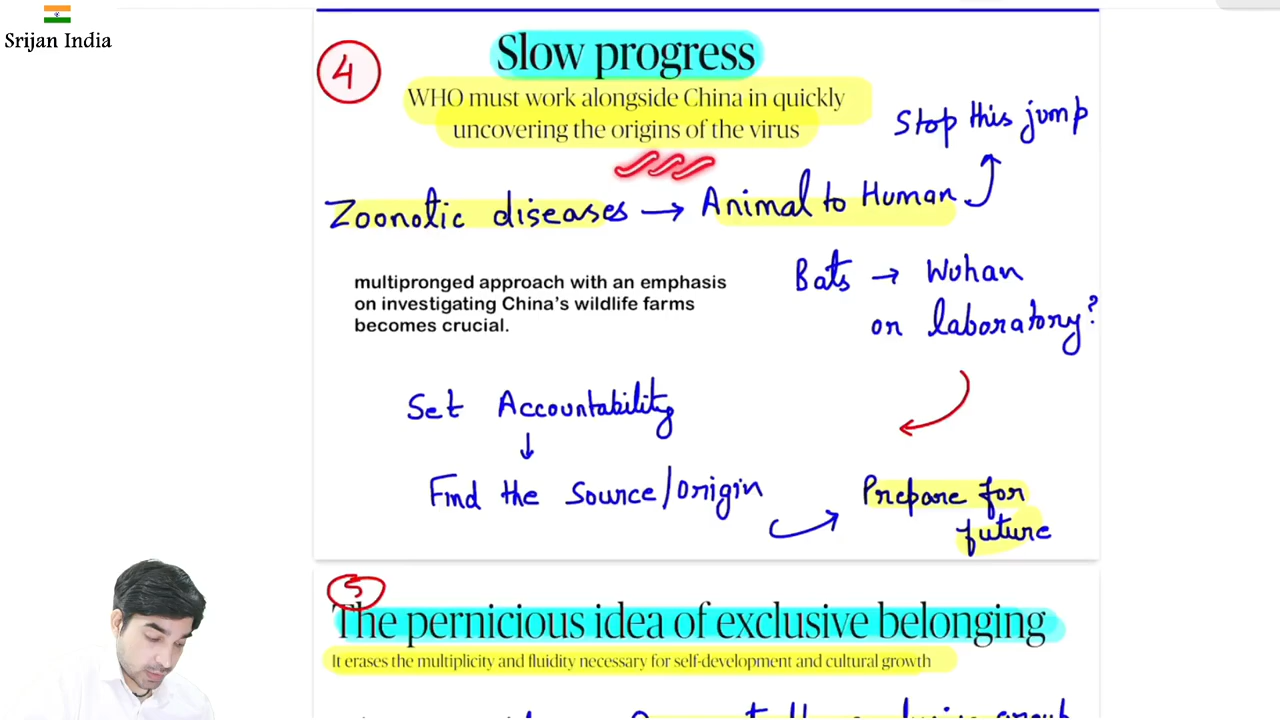 Srijan India
4
Slow progress
WHO must work alongside China in quickly
uncovering the origins of the virus
Stop this jump
Zoonotic diseases → Animal to Human
multipronged approach with an emphasis
on investigating China's wildlife farms
becomes crucial.
Bats → Wuhan
or laboratory?
Set Accountability
↓
Find the Source/Origin
Prepare for
future
5
The pernicious idea of exclusive belonging
It erases the multiplicity and fluidity necessary for self-development and cultural growth